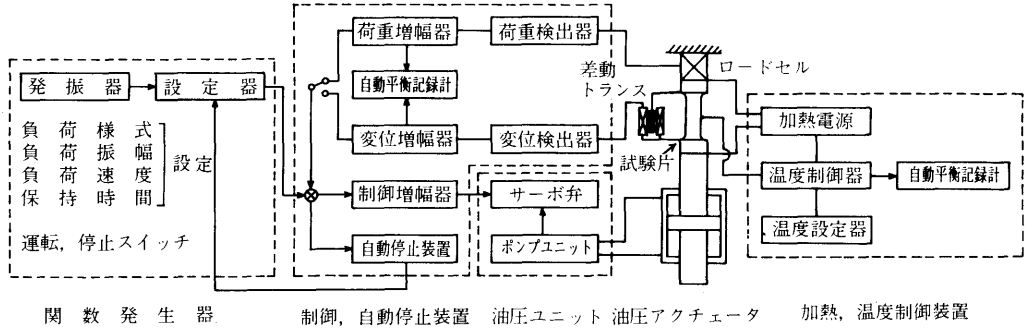 発振器
設定器
負荷様式
負荷振幅
負荷速度
保持時間
設定
運転, 停止スイッチ
関数発生器
荷重増幅器
荷重検出器
自動平衡記録計
変位増幅器
変位検出器
制御増幅器
自動停止装置
制御, 自動停止装置
サーボ弁
ポンプユニット
油圧ユニット
差動
トランス
ロードセル
試験片
油圧アクチェータ
加熱電源
温度制御器
自動平衡記録計
温度設定器
加熱, 温度制御装置